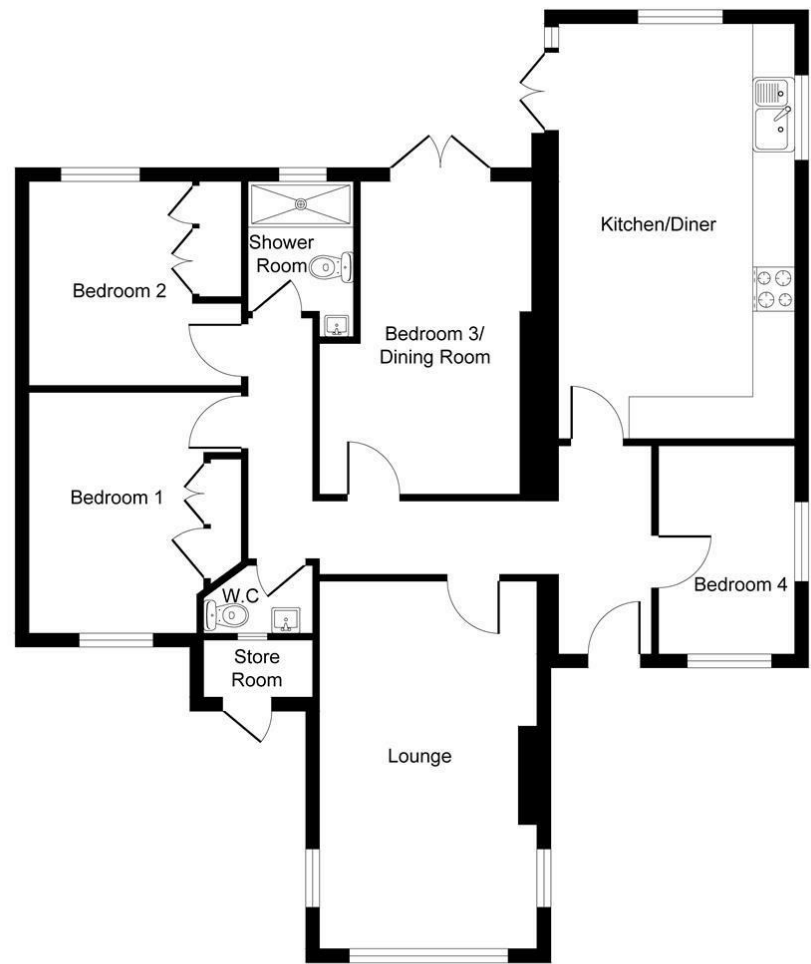 Kitchen/Diner
Shower
Room
Bedroom 2
Bedroom 3/
Dining Room
Bedroom 1
Bedroom 4
W.C
Store
Room
Lounge